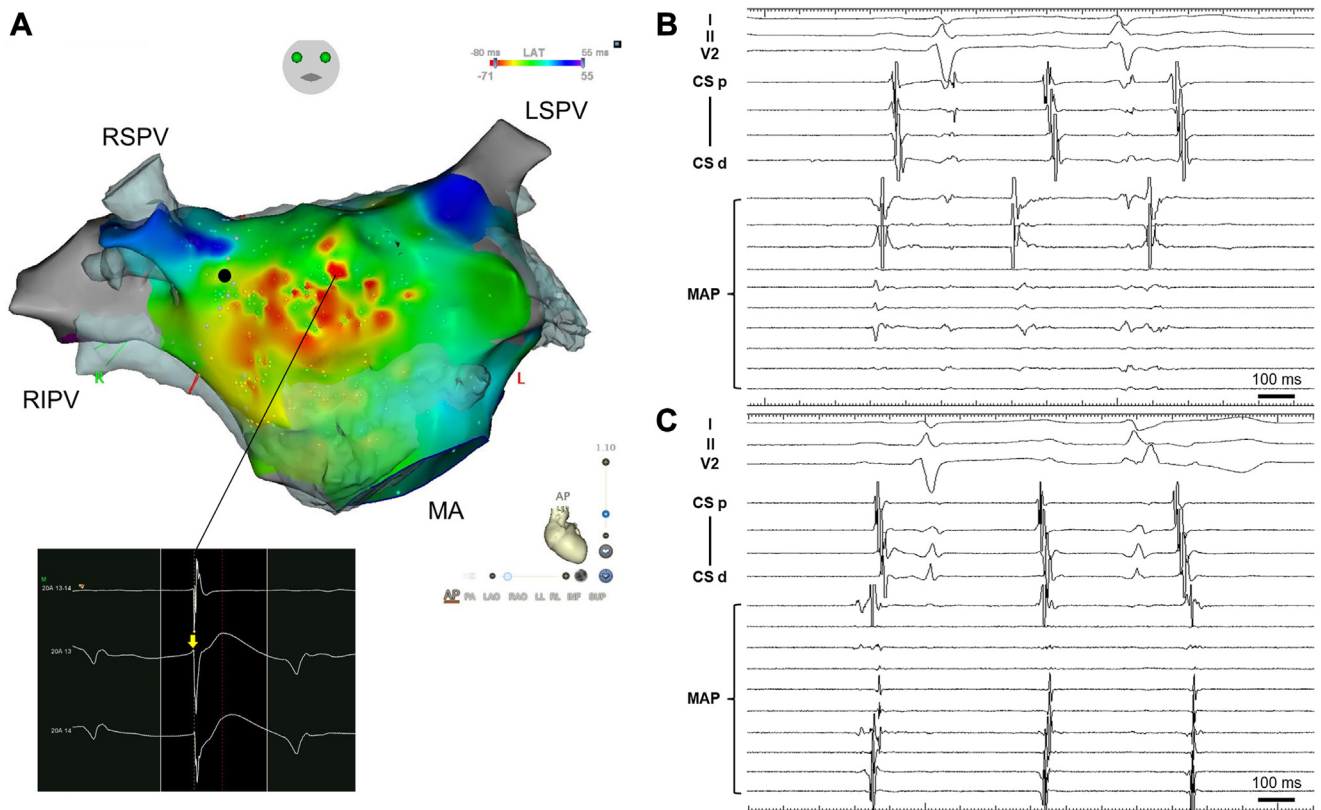 A
-80 ms LAT 55 ms
-71 55
RSPV
LSPV
RIPV
R
L
MA
1.10
AP
AP PA LAO RAO LL RL INF SUP
M
20A 13-14
20A 13
20A 14
B
I
II
V2
CS p
CS d
MAP
100 ms
C
I
II
V2
CS p
CS d
MAP
100 ms